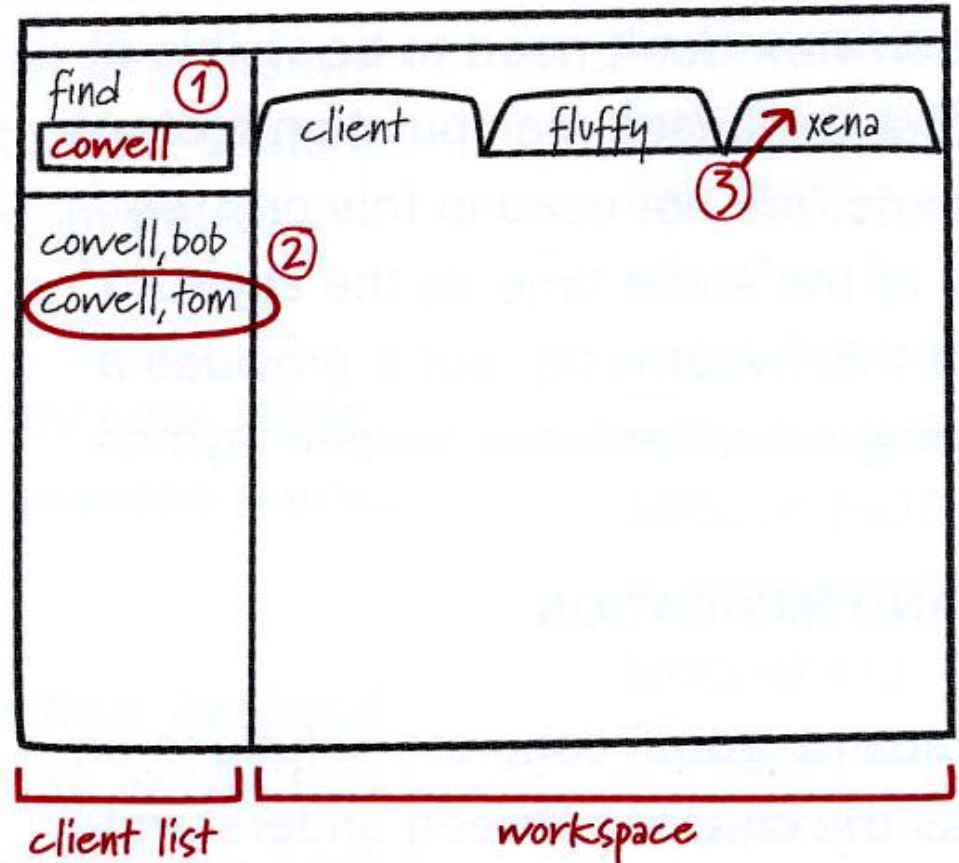 find ①
cowell
client fluffy xena
③
cowell, bob
②
cowell, tom
client list
workspace